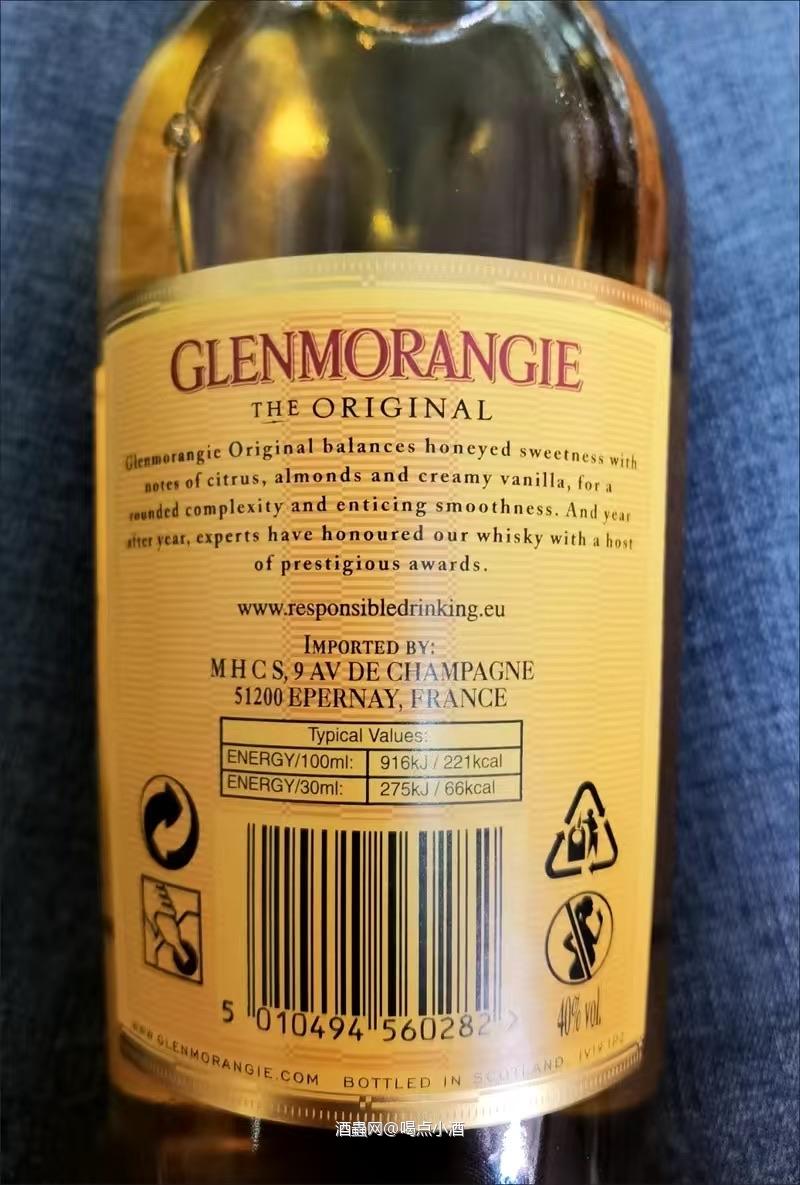 GLENMORANGIE
THE ORIGINAL
Glenmorangie Original balances honeyed sweetness with
notes of citrus, almonds and creamy vanilla, for a
rounded complexity and enticing smoothness. And year
after year, experts have honoured our whisky with a host
of prestigious awards.
www.responsibledrinking.eu
IMPORTED BY:
M H C S, 9 AV DE CHAMPAGNE
51200 EPERNAY, FRANCE
Typical Values:
ENERGY/100ml: 916kJ / 221kcal
ENERGY/30ml: 275kJ / 66kcal
40% vol.
5 010494 560282 >
WWW.GLENMORANGIE.COM BOTTLED IN SCOTLAND, IV19 1PZ
酒蟲网@喝点小酒